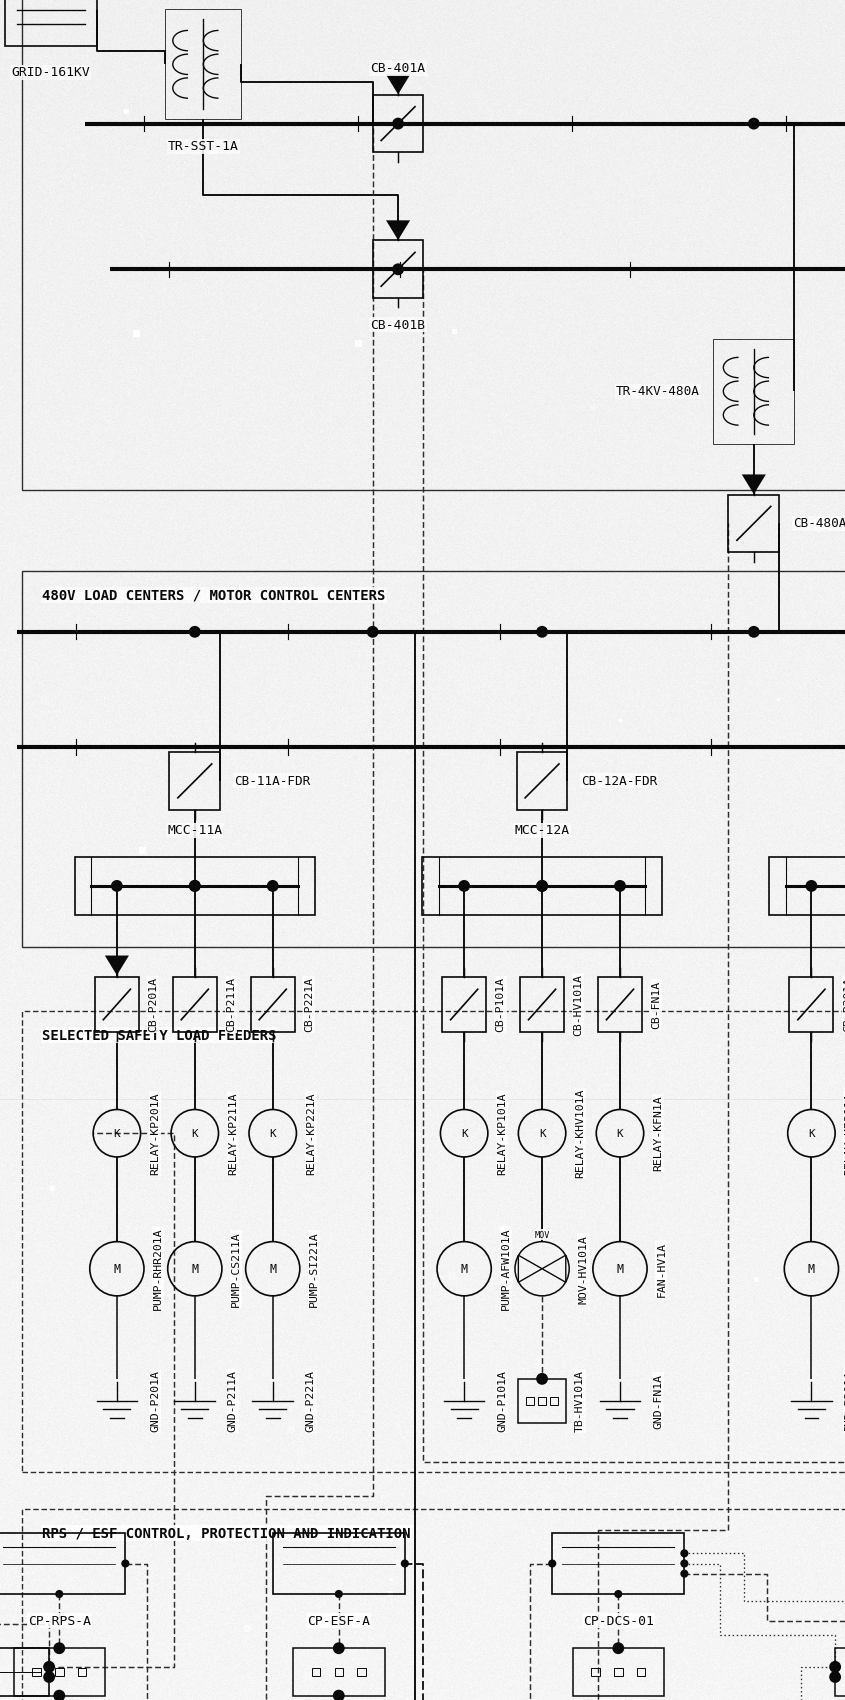 GRID-161KV
CB-401A
TR-SST-1A
CB-401B
TR-4KV-480A
CB-480A
480V LOAD CENTERS / MOTOR CONTROL CENTERS
CB-11A-FDR
CB-12A-FDR
MCC-11A
MCC-12A
CB-P201A
CB-P211A
CB-P221A
CB-P101A
CB-HV101A
CB-FN1A
SELECTED SAFETY LOAD FEEDERS
K
RELAY-KP201A
K
RELAY-KP211A
K
RELAY-KP221A
K
RELAY-KP101A
K
RELAY-KHV101A
K
RELAY-KFN1A
K
MOV
M
PUMP-RHR201A
M
PUMP-CS211A
M
PUMP-SI221A
M
PUMP-AFW101A
MOV-HV101A
M
FAN-HV1A
M
GND-P201A
GND-P211A
GND-P221A
GND-P101A
TB-HV101A
GND-FN1A
RPS / ESF CONTROL, PROTECTION AND INDICATION
CP-RPS-A
CP-ESF-A
CP-DCS-01